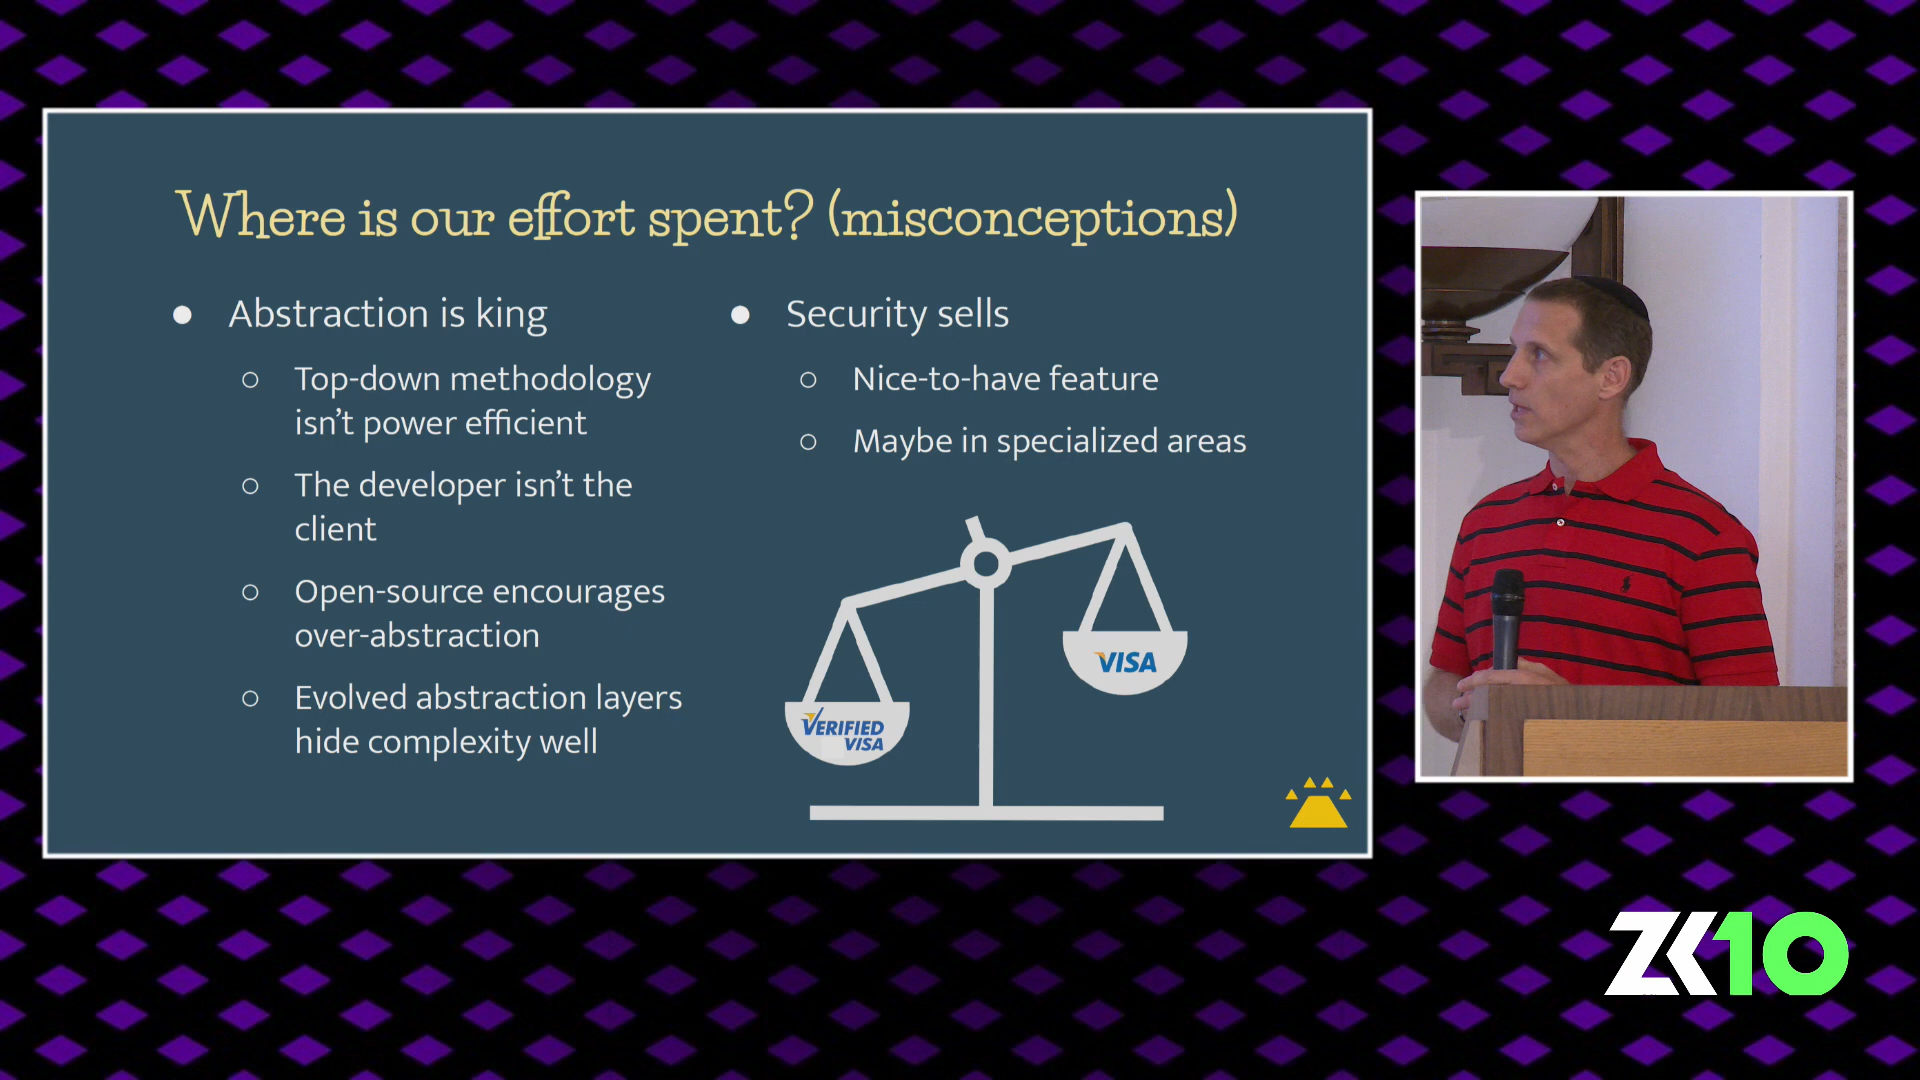 Where is our effort spent? (misconceptions)
Abstraction is king
Top-down methodology
isn't power efficient
The developer isn't the
client
Open-source encourages
over-abstraction
Evolved abstraction layers
hide complexity well
Security sells
Nice-to-have feature
Maybe in specialized areas
VISA
VERIFIED
VISA
ZK10